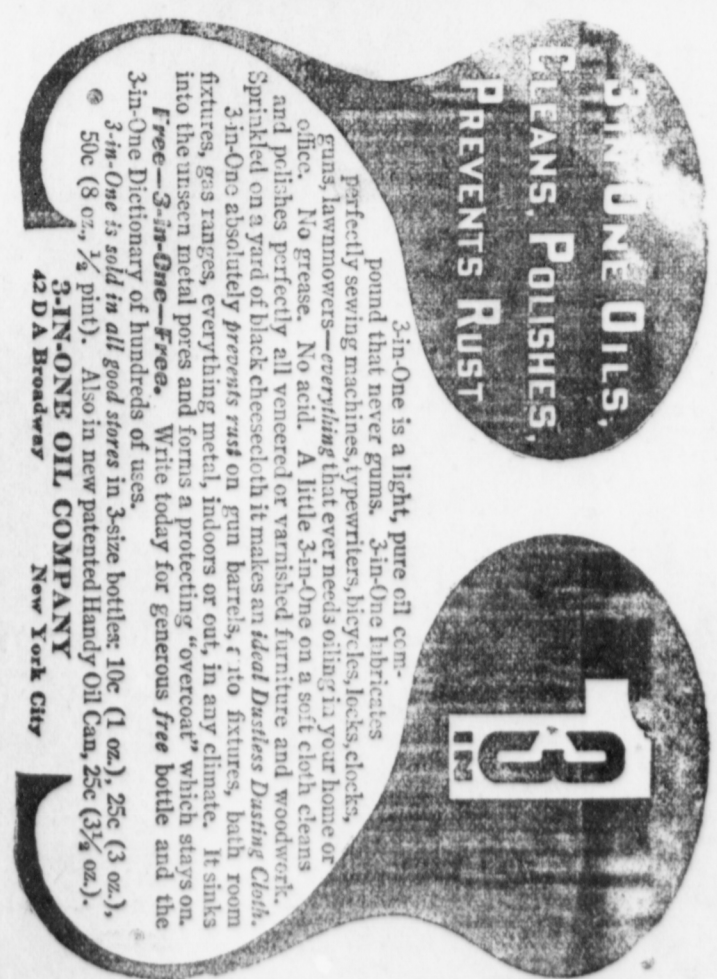 3-IN-ONE OILS,
CLEANS, POLISHES,
PREVENTS RUST
3
IN
1
3-in-One is a light, pure oil com-
pound that never gums. 3-in-One lubricates
perfectly sewing machines, typewriters, bicycles, locks, clocks,
guns, lawnmowers—everything that ever needs oiling in your home or
office. No grease. No acid. A little 3-in-One on a soft cloth cleans
and polishes perfectly all veneered or varnished furniture and woodwork.
Sprinkled on a yard of black cheesecloth it makes an ideal Dustless Dusting Cloth.
3-in-One absolutely prevents rust on gun barrels, auto fixtures, bath room
fixtures, gas ranges, everything metal, indoors or out, in any climate. It sinks
into the unseen metal pores and forms a protecting "overcoat" which stays on.
Free—3-in-One—Free. Write today for generous free bottle and the
3-in-One Dictionary of hundreds of uses.
3-in-One is sold in all good stores in 3-size bottles: 10c (1 oz.), 25c (3 oz.),
50c (8 oz., ½ pint). Also in new patented Handy Oil Can, 25c (3½ oz.).
3-IN-ONE OIL COMPANY
42 D A Broadway New York City